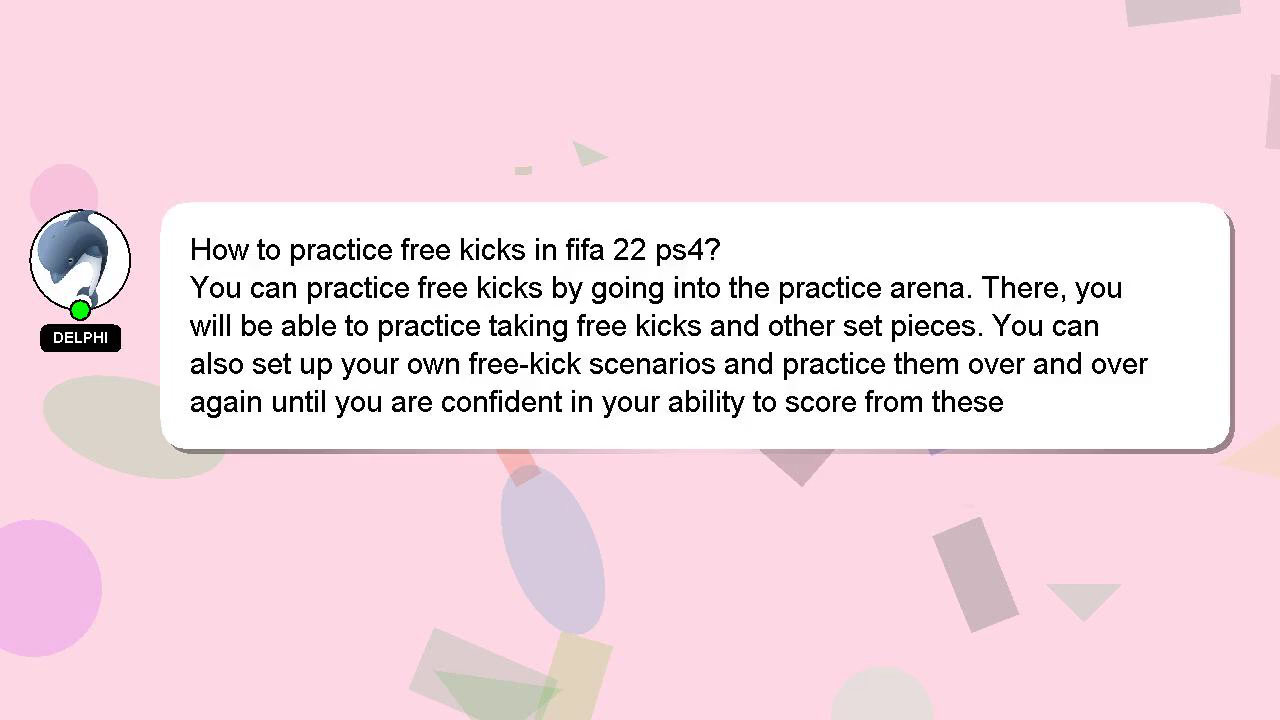 How to practice free kicks in fifa 22 ps4?
You can practice free kicks by going into the practice arena. There, you
will be able to practice taking free kicks and other set pieces. You can
also set up your own free-kick scenarios and practice them over and over
again until you are confident in your ability to score from these
DELPHI